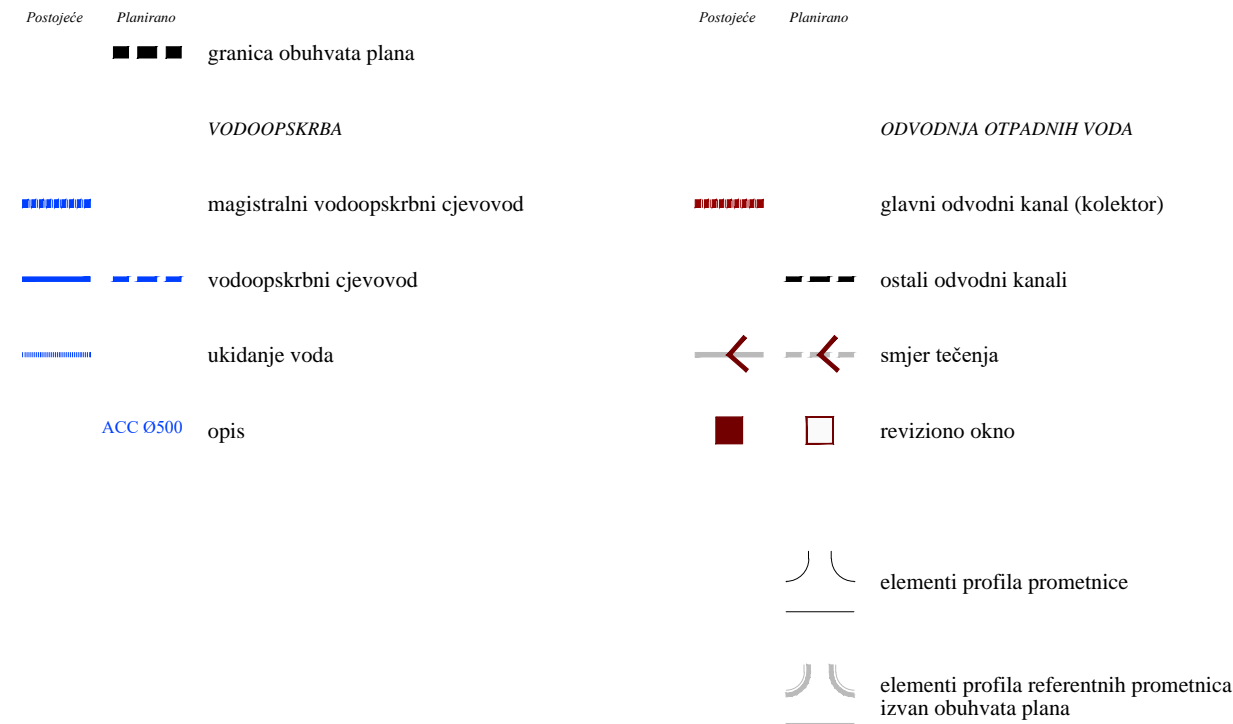 Postojeće Planirano
granica obuhvata plana
VODOOPSKRBA
magistralni vodoopskrbni cjevovod
vodoopskrbni cjevovod
ukidanje voda
ACC Ø500 opis
Postojeće Planirano
ODVODNJA OTPADNIH VODA
glavni odvodni kanal (kolektor)
ostali odvodni kanali
smjer tečenja
reviziono okno
elementi profila prometnice
elementi profila referentnih prometnica
izvan obuhvata plana